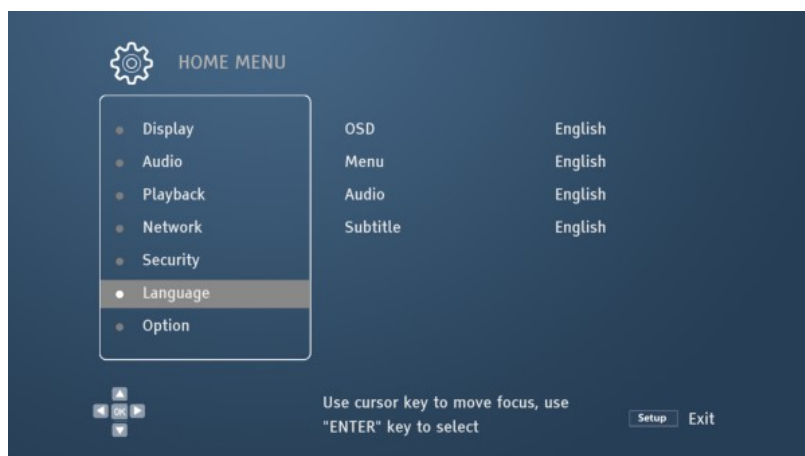 HOME MENU
Display
Audio
Playback
Network
Security
Language
Option
OSD English
Menu English
Audio English
Subtitle English
OK
Use cursor key to move focus, use
"ENTER" key to select
Setup Exit